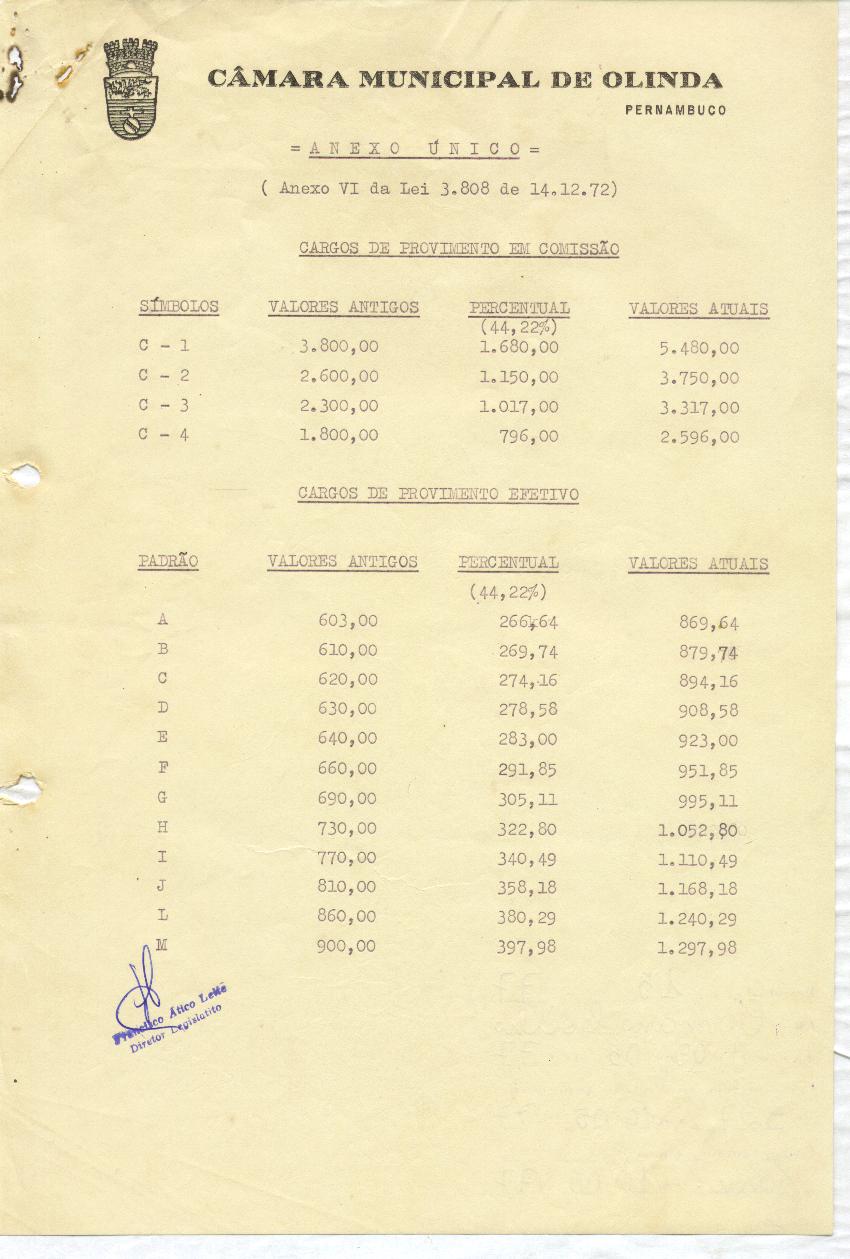 CÂMARA MUNICIPAL DE OLINDA
PERNAMBUCO
= ANEXO ÚNICO =
( Anexo VI da Lei 3.808 de 14.12.72)
CARGOS DE PROVIMENTO EM COMISSÃO
SÍMBOLOS VALORES ANTIGOS PERCENTUAL VALORES ATUAIS
(44,22%)
C - 1 3.800,00 1.680,00 5.480,00
C - 2 2.600,00 1.150,00 3.750,00
C - 3 2.300,00 1.017,00 3.317,00
C - 4 1.800,00 796,00 2.596,00
CARGOS DE PROVIMENTO EFETIVO
PADRÃO VALORES ANTIGOS PERCENTUAL VALORES ATUAIS
(44,22%)
A 603,00 266,64 869,64
B 610,00 269,74 879,74
C 620,00 274,16 894,16
D 630,00 278,58 908,58
E 640,00 283,00 923,00
F 660,00 291,85 951,85
G 690,00 305,11 995,11
H 730,00 322,80 1.052,80
I 770,00 340,49 1.110,49
J 810,00 358,18 1.168,18
L 860,00 380,29 1.240,29
M 900,00 397,98 1.297,98
Francisco Ático Leite
Diretor Legislatito